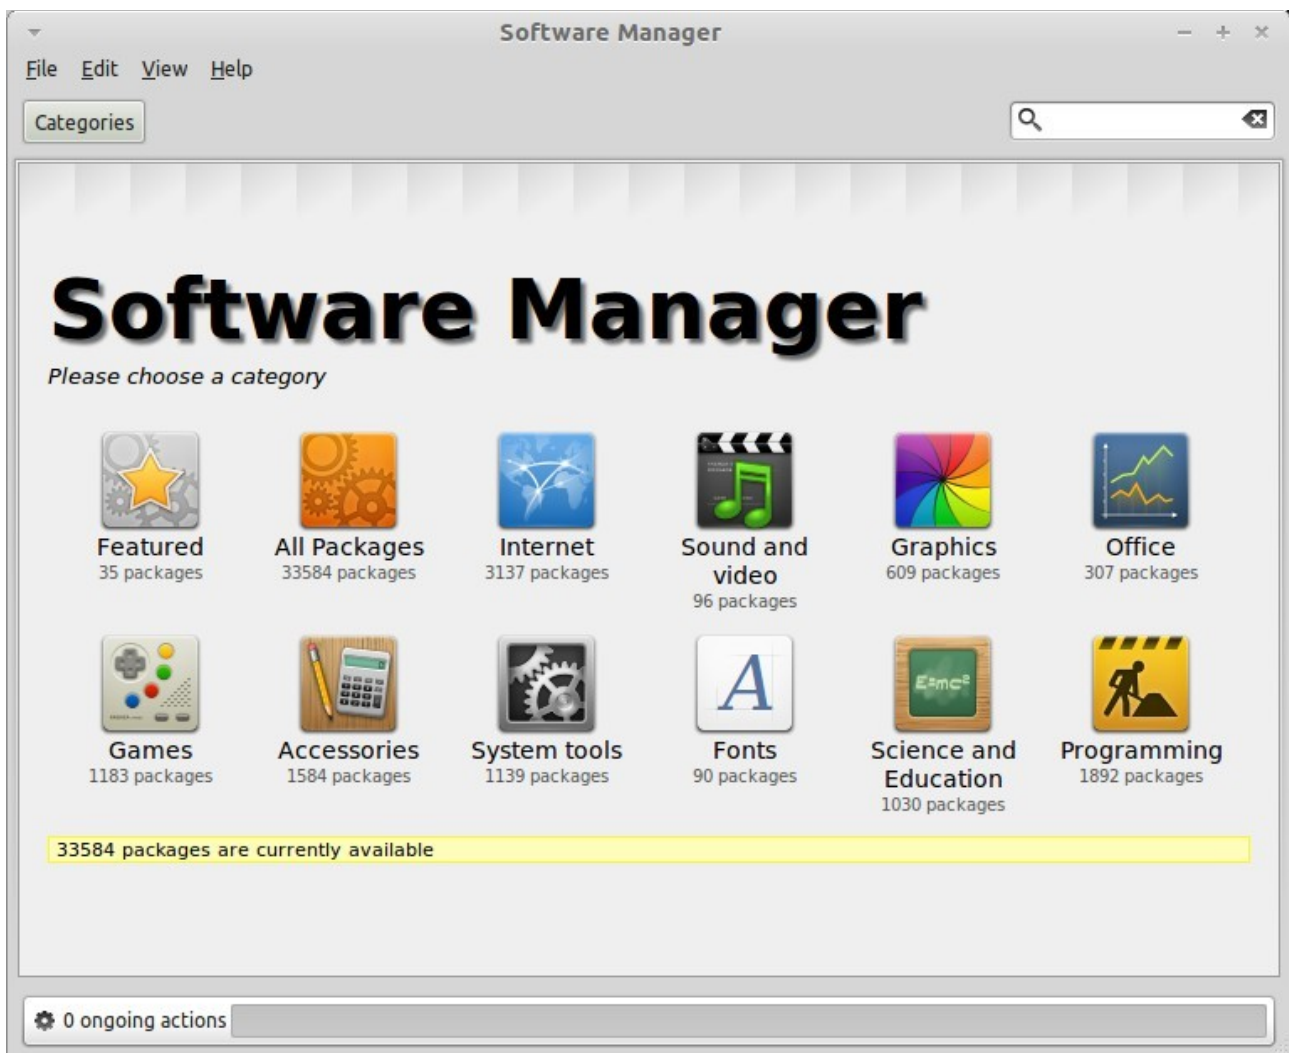 Software Manager
File Edit View Help
Categories
Software Manager
Please choose a category
Featured
35 packages
All Packages
33584 packages
Internet
3137 packages
Sound and
video
96 packages
Graphics
609 packages
Office
307 packages
Games
1183 packages
Accessories
1584 packages
System tools
1139 packages
A
Fonts
90 packages
E=mc²
Science and
Education
1030 packages
Programming
1892 packages
33584 packages are currently available
0 ongoing actions